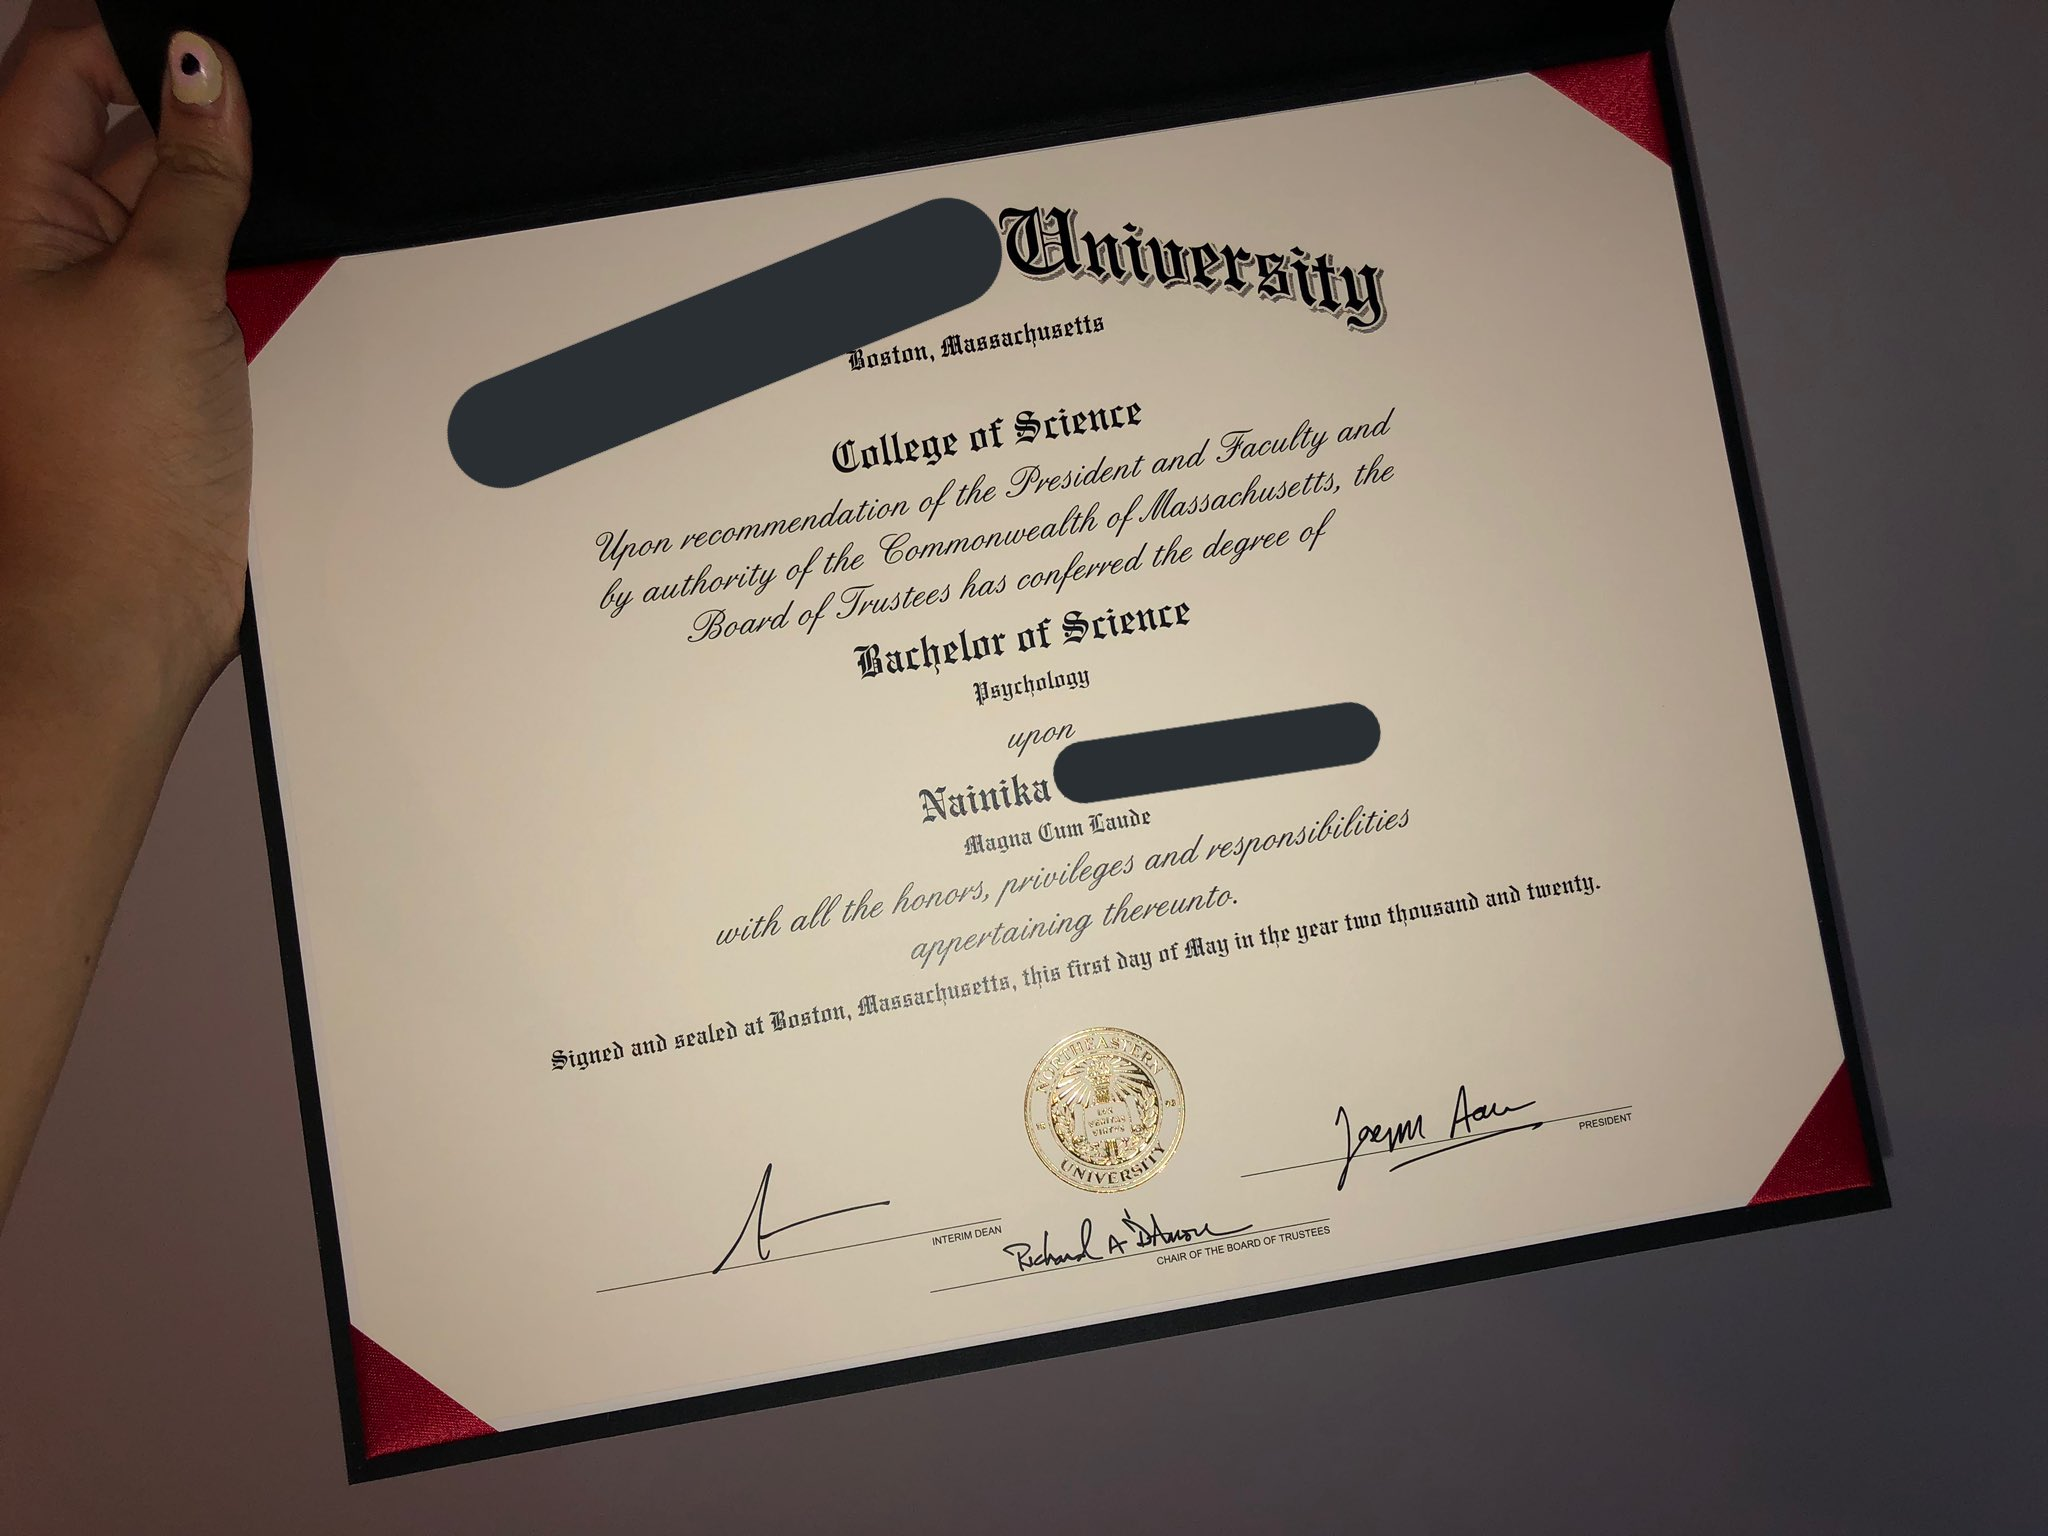 University
Boston, Massachusetts
College of Science
Upon recommendation of the President and Faculty and
by authority of the Commonwealth of Massachusetts, the
Board of Trustees has conferred the degree of
Bachelor of Science
Psychology
upon
Nainika
Magna Cum Laude
with all the honors, privileges and responsibilities
appertaining thereunto.
Signed and sealed at Boston, Massachusetts, this first day of May in the year two thousand and twenty.
NORTHEASTERN
UNIVERSITY
PRESIDENT
INTERIM DEAN
Richard A D'Amore
CHAIR OF THE BOARD OF TRUSTEES